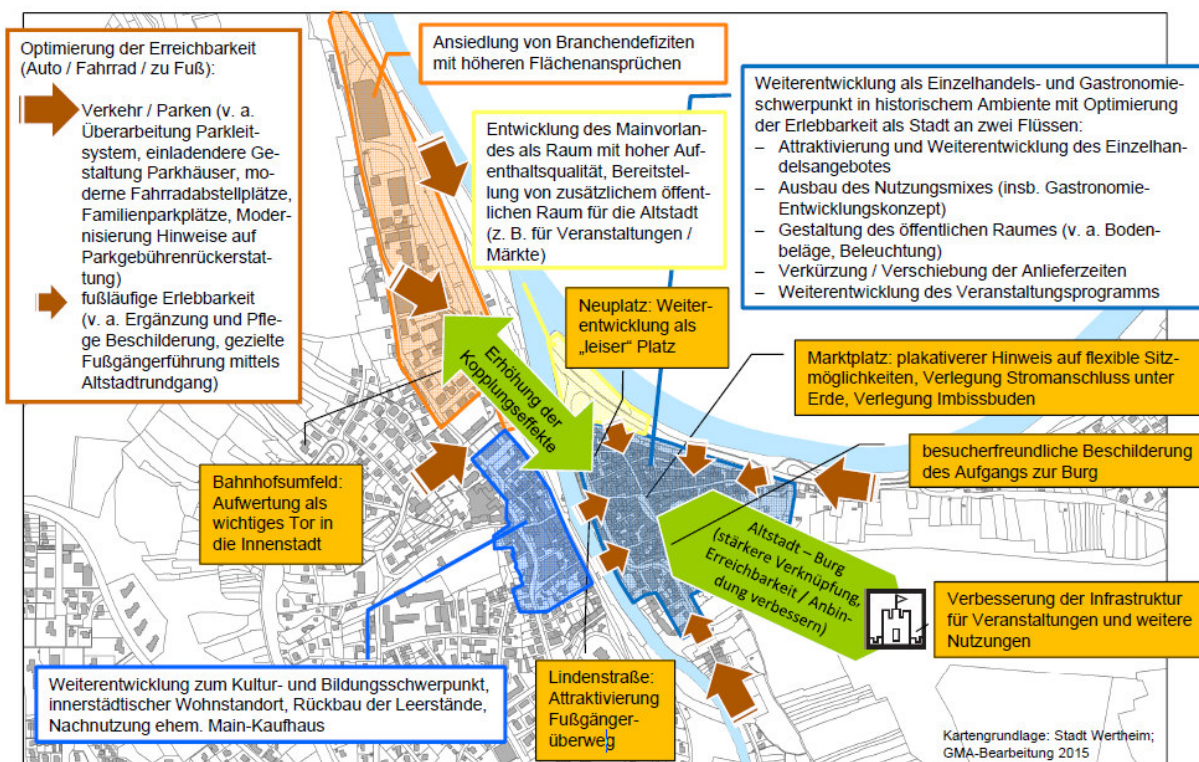 Optimierung der Erreichbarkeit
(Auto / Fahrrad / zu Fuß):
Verkehr / Parken (v. a.
Überarbeitung Parkleit-
system, einladendere Ge-
staltung Parkhäuser, mo-
derne Fahrradabstellplätze,
Familienparkplätze, Moder-
nisierung Hinweise auf
Parkgebührenrückerstat-
tung)
fußläufige Erlebbarkeit
(v. a. Ergänzung und Pfle-
ge Beschilderung, gezielte
Fußgängerführung mittels
Altstadtrundgang)
Ansiedlung von Branchendefiziten
mit höheren Flächenansprüchen
Entwicklung des Mainvorlan-
des als Raum mit hoher Auf-
enthaltsqualität, Bereitstel-
lung von zusätzlichem öffent-
lichen Raum für die Altstadt
(z. B. für Veranstaltungen /
Märkte)
Weiterentwicklung als Einzelhandels- und Gastronomie-
schwerpunkt in historischem Ambiente mit Optimierung
der Erlebbarkeit als Stadt an zwei Flüssen:
– Attraktivierung und Weiterentwicklung des Einzelhan-
delsangebotes
– Ausbau des Nutzungsmixes (insb. Gastronomie-
Entwicklungskonzept)
– Gestaltung des öffentlichen Raumes (v. a. Boden-
beläge, Beleuchtung)
– Verkürzung / Verschiebung der Anlieferzeiten
– Weiterentwicklung des Veranstaltungsprogramms
Neuplatz: Weiter-
entwicklung als
„leiser“ Platz
Marktplatz: plakativerer Hinweis auf flexible Sitz-
möglichkeiten, Verlegung Stromanschluss unter
Erde, Verlegung Imbissbuden
Erhöhung der
Kopplungseffekte
besucherfreundliche Beschilderung
des Aufgangs zur Burg
Bahnhofsumfeld:
Aufwertung als
wichtiges Tor in
die Innenstadt
Altstadt – Burg
(stärkere Verknüpfung,
Erreichbarkeit / Anbin-
dung verbessern)
Verbesserung der Infrastruktur
für Veranstaltungen und weitere
Nutzungen
Weiterentwicklung zum Kultur- und Bildungsschwerpunkt,
innerstädtischer Wohnstandort, Rückbau der Leerstände,
Nachnutzung ehem. Main-Kaufhaus
Lindenstraße:
Attraktivierung
Fußgänger-
überweg
Kartengrundlage: Stadt Wertheim;
GMA-Bearbeitung 2015